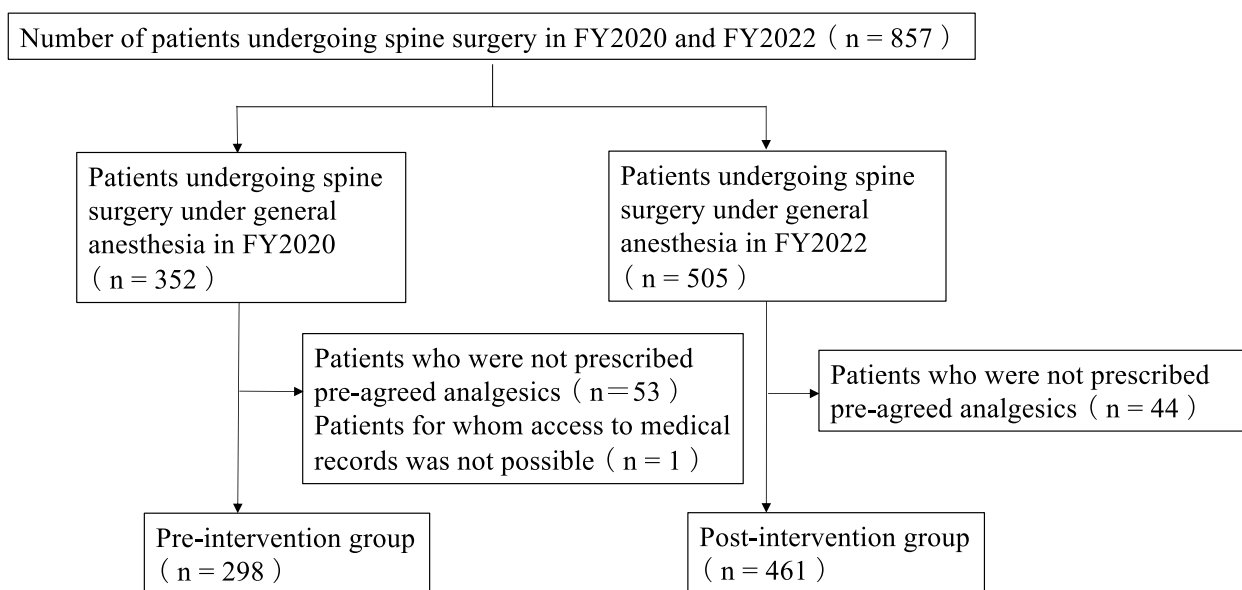 Number of patients undergoing spine surgery in FY2020 and FY2022 ( n = 857 )
Patients undergoing spine
surgery under general
anesthesia in FY2020
( n = 352 )
Patients undergoing spine
surgery under general
anesthesia in FY2022
( n = 505 )
Patients who were not prescribed
pre-agreed analgesics ( n=53 )
Patients for whom access to medical
records was not possible ( n = 1 )
Patients who were not prescribed
pre-agreed analgesics ( n = 44 )
Pre-intervention group
( n = 298 )
Post-intervention group
( n = 461 )